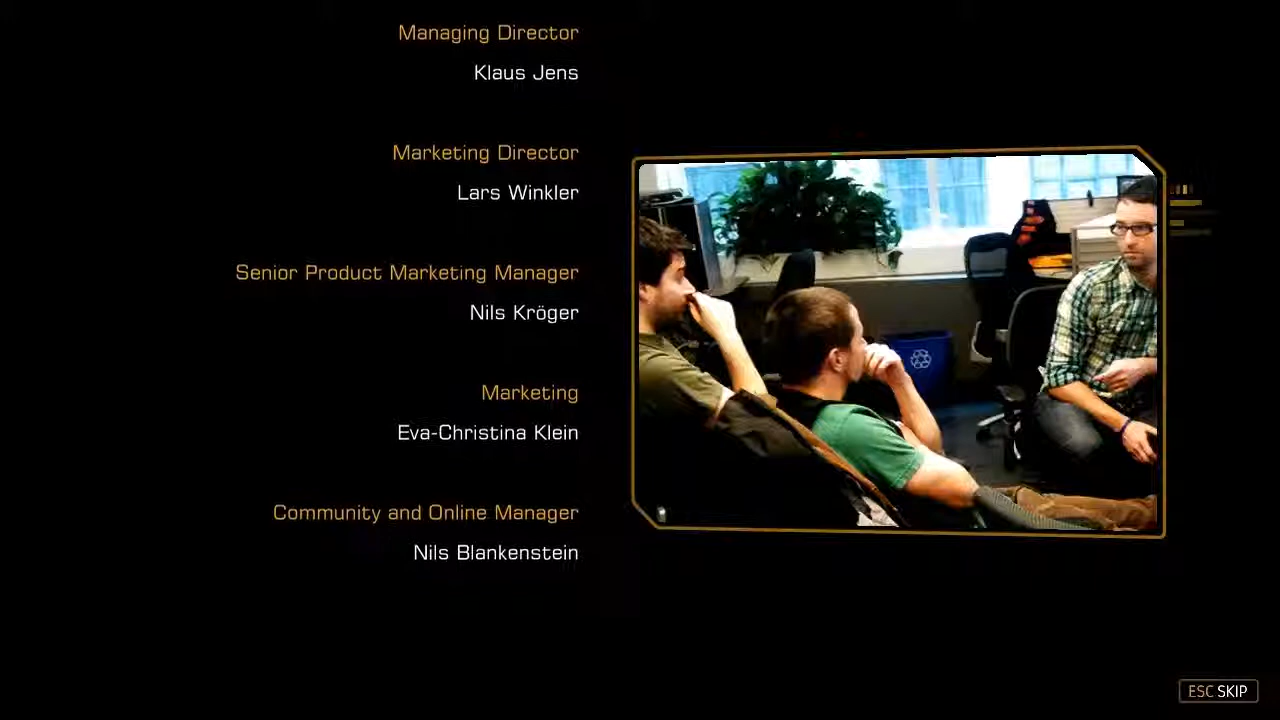 Managing Director
Klaus Jens
Marketing Director
Lars Winkler
Senior Product Marketing Manager
Nils Kröger
Marketing
Eva-Christina Klein
Community and Online Manager
Nils Blankenstein
ESC SKIP